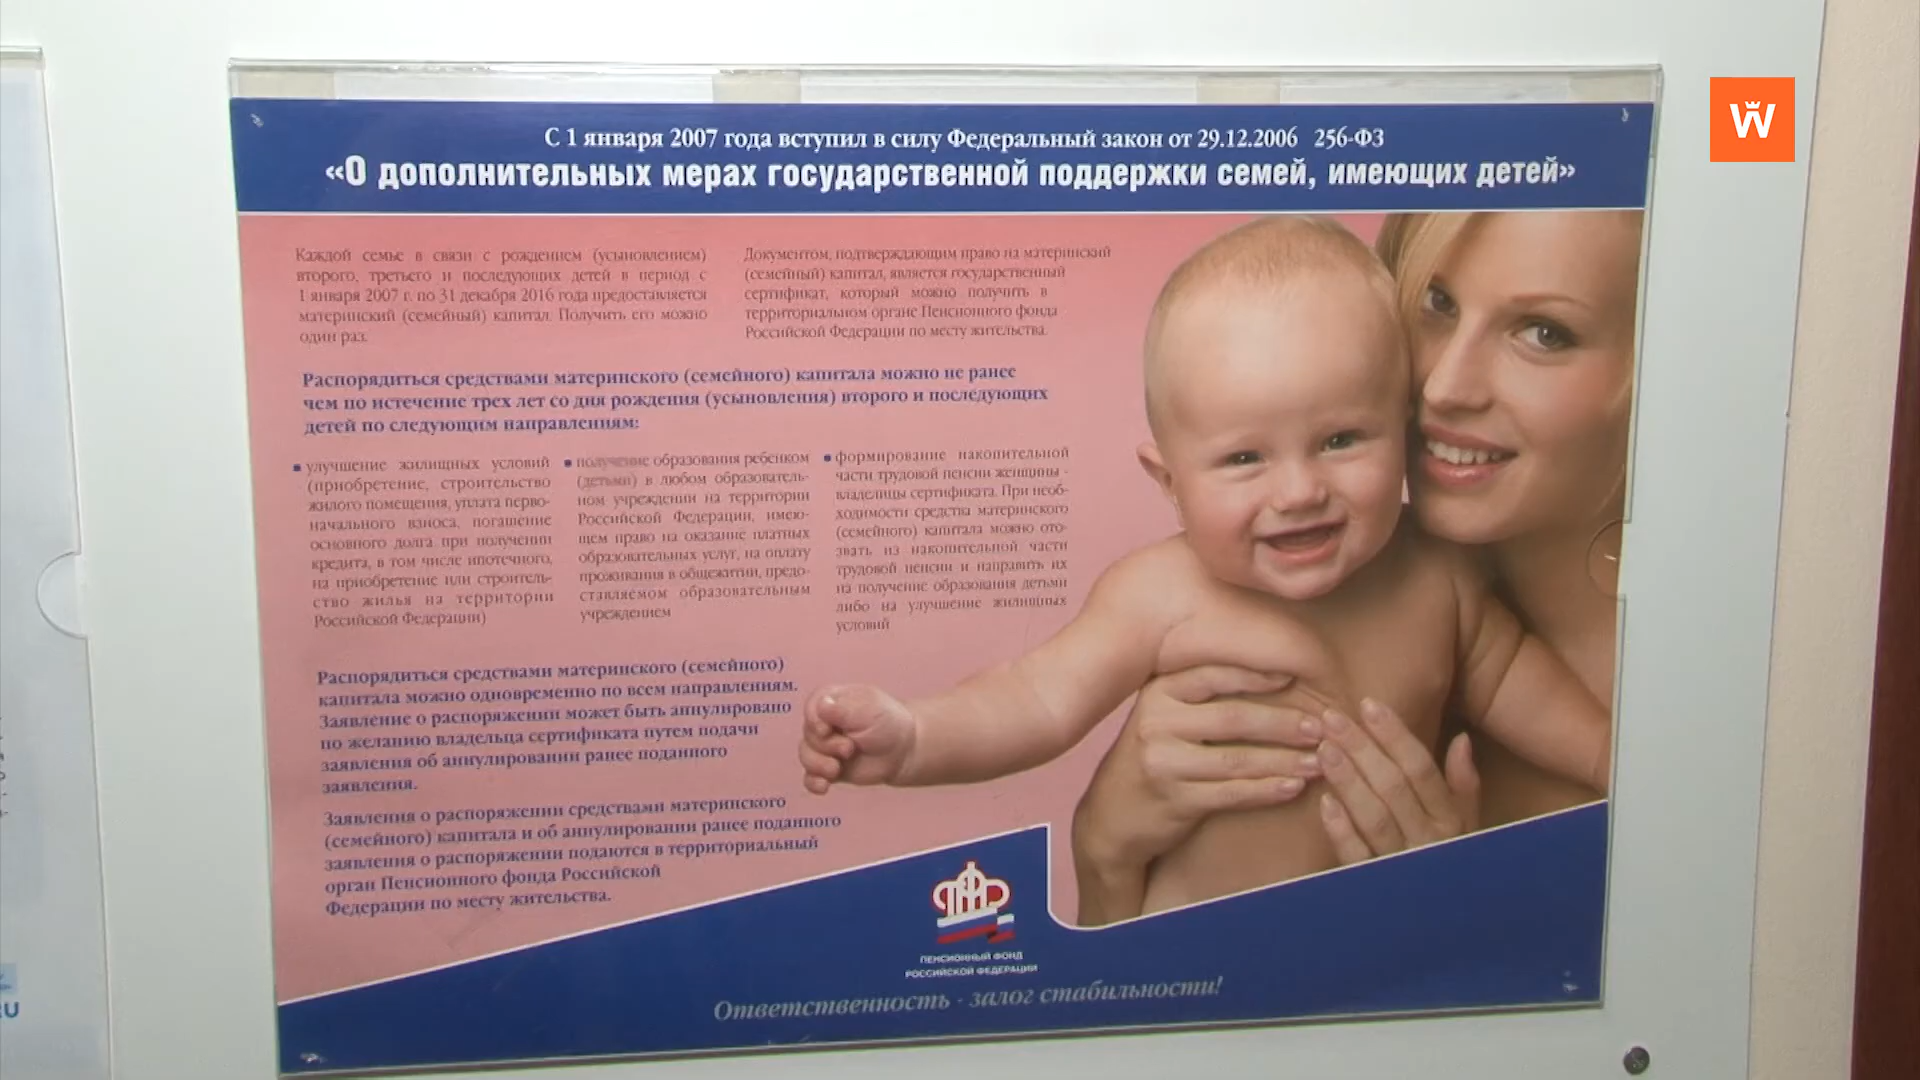 С 1 января 2007 года вступил в силу Федеральный закон от 29.12.2006 256-ФЗ
«О дополнительных мерах государственной поддержки семей, имеющих детей»
W
Каждой семье в связи с рождением (усыновлением)
второго, третьего и последующих детей в период с
1 января 2007 г. по 31 декабря 2016 года предоставляется
материнский (семейный) капитал. Получить его можно
один раз.
Документом, подтверждающим право на материнский
(семейный) капитал, является государственный
сертификат, который можно получить в
территориальном органе Пенсионного фонда
Российской Федерации по месту жительства.
Распорядиться средствами материнского (семейного) капитала можно не ранее
чем по истечение трех лет со дня рождения (усыновления) второго и последующих
детей по следующим направлениям:
улучшение жилищных условий
(приобретение, строительство
жилого помещения, уплата перво-
начального взноса, погашение
основного долга при получении
кредита, в том числе ипотечного,
на приобретение или строитель-
ство жилья на территории
Российской Федерации)
получение образования ребенком
(детьми) в любом образователь-
ном учреждении на территории
Российской Федерации, имею-
щем право на оказание платных
образовательных услуг, на оплату
проживания в общежитии, предо-
ставляемом образовательным
учреждением
формирование накопительной
части трудовой пенсии женщины -
владелицы сертификата. При необ-
ходимости средства материнского
(семейного) капитала можно ото-
звать из накопительной части
трудовой пенсии и направить их
на получение образования детьми
либо на улучшение жилищных
условий
Распорядиться средствами материнского (семейного)
капитала можно одновременно по всем направлениям.
Заявление о распоряжении может быть аннулировано
по желанию владельца сертификата путем подачи
заявления об аннулировании ранее поданного
заявления.
Заявления о распоряжении средствами материнского
(семейного) капитала и об аннулировании ранее поданного
заявления о распоряжении подаются в территориальный
орган Пенсионного фонда Российской
Федерации по месту жительства.
ПЕНСИОННЫЙ ФОНД
РОССИЙСКОЙ ФЕДЕРАЦИИ
Ответственность - залог стабильности!